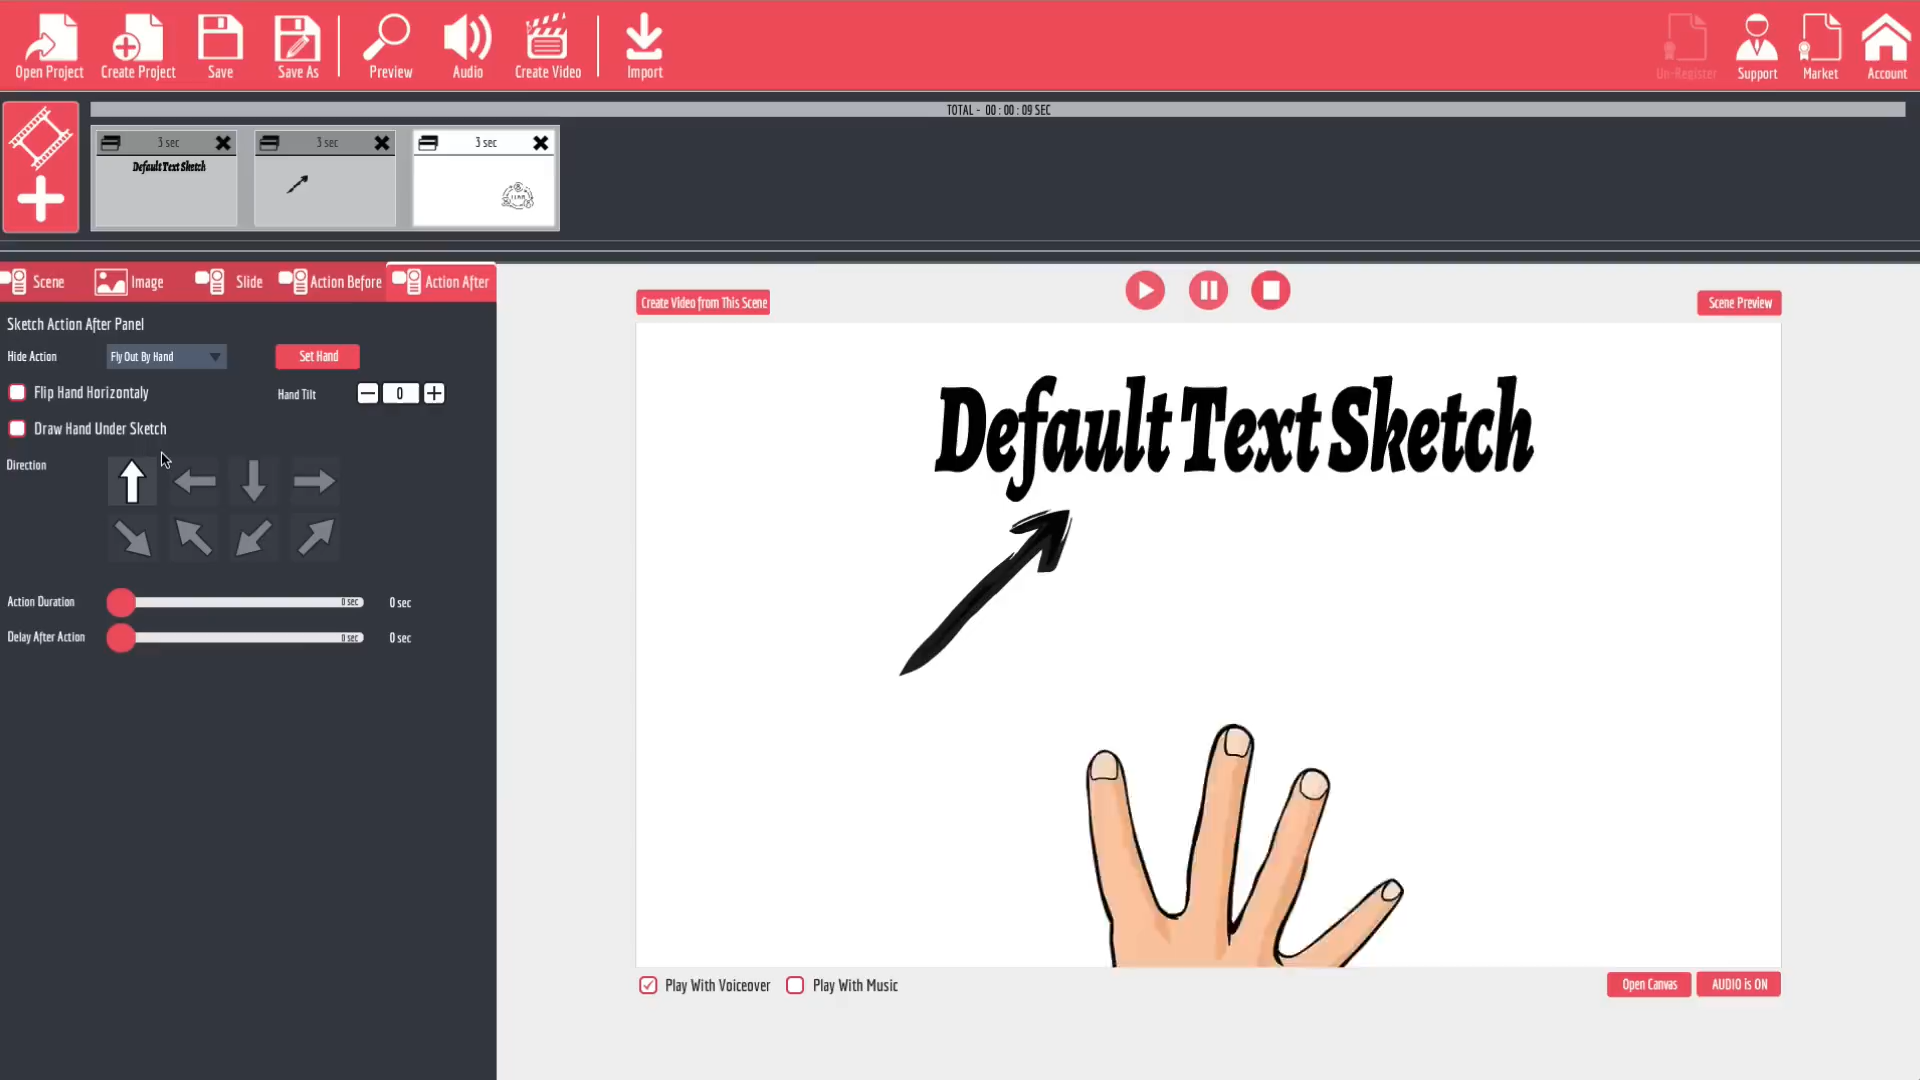 Open Project
Create Project
Save
Save As
Preview
Audio
Create Video
Import
Un-Register
Support
Market
Account
TOTAL - 00 : 00 : 09 SEC
3 sec
3 sec
3 sec
Default Text Sketch
Scene
Image
Slide
Action Before
Action After
Sketch Action After Panel
Hide Action
Fly Out By Hand
Set Hand
Flip Hand Horizontaly
Hand Tilt
0
Draw Hand Under Sketch
Direction
Action Duration
0 sec
0 sec
Delay After Action
0 sec
0 sec
Create Video from This Scene
Scene Preview
Default Text Sketch
Play With Voiceover
Play With Music
Open Canvas
AUDIO is ON